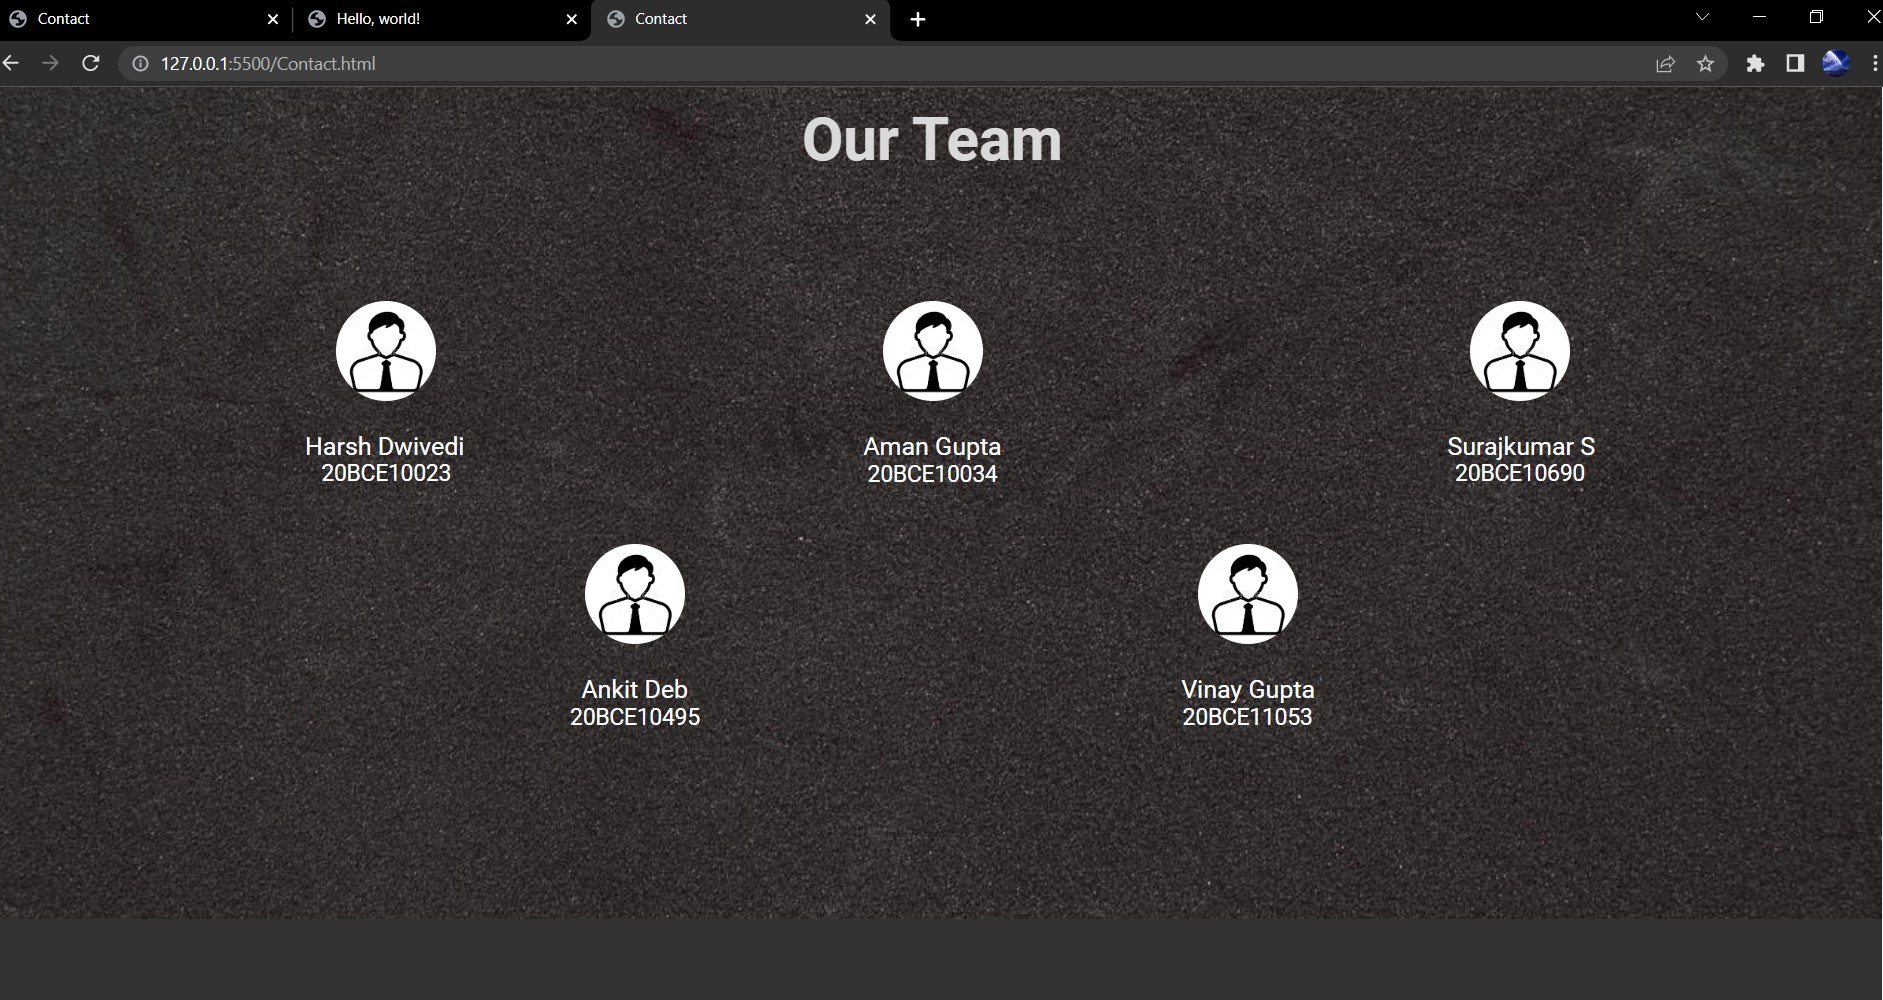 Contact
Hello, world!
Contact
127.0.0.1:5500/Contact.html
Our Team
Harsh Dwivedi
20BCE10023
Aman Gupta
20BCE10034
Surajkumar S
20BCE10690
Ankit Deb
20BCE10495
Vinay Gupta
20BCE11053